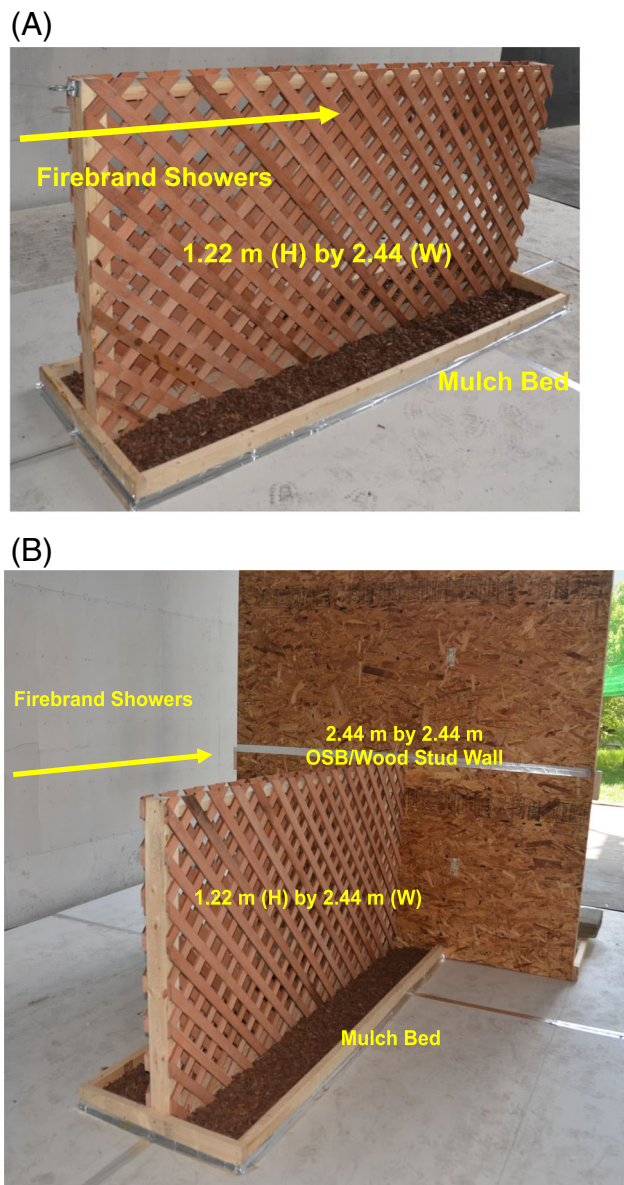 (A)
Firebrand Showers
1.22 m (H) by 2.44 (W)
Mulch Bed
(B)
Firebrand Showers
2.44 m by 2.44 m
OSB/Wood Stud Wall
1.22 m (H) by 2.44 m (W)
Mulch Bed